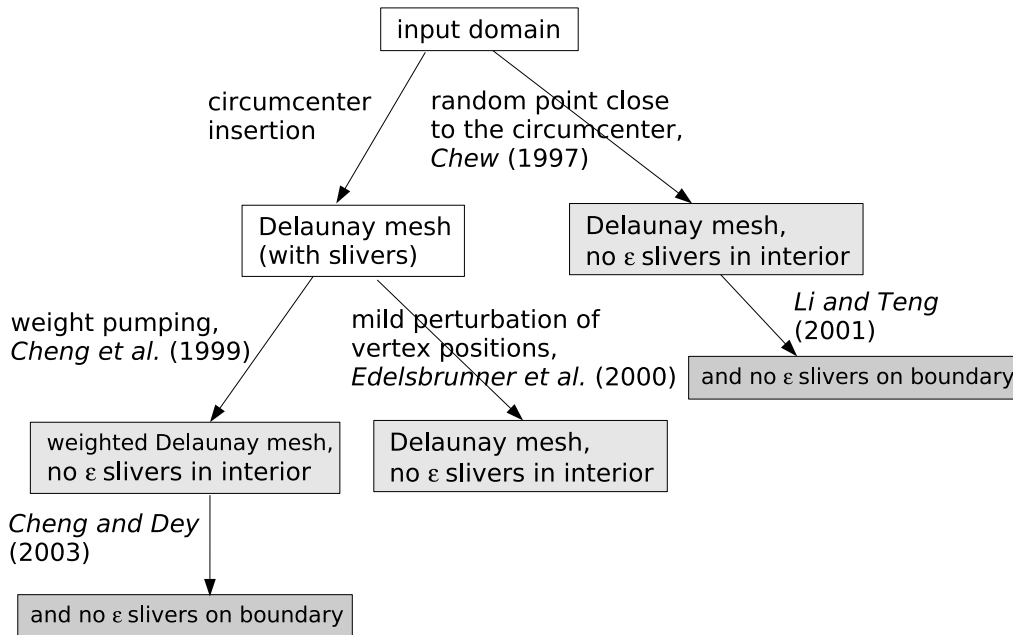 input domain
circumcenter
insertion
random point close
to the circumcenter,
Chew (1997)
Delaunay mesh
(with slivers)
Delaunay mesh,
no ε slivers in interior
weight pumping,
Cheng et al. (1999)
mild perturbation of
vertex positions,
Edelsbrunner et al. (2000)
Li and Teng
(2001)
and no ε slivers on boundary
weighted Delaunay mesh,
no ε slivers in interior
Delaunay mesh,
no ε slivers in interior
Cheng and Dey
(2003)
and no ε slivers on boundary